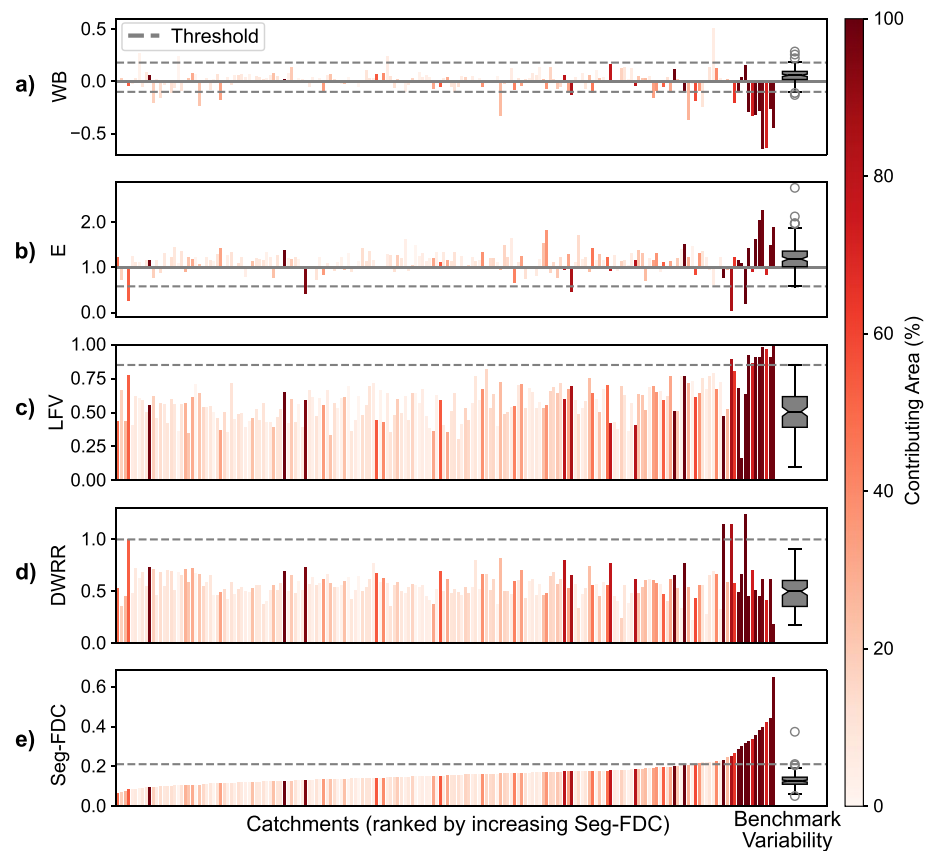 a)
WB
0.5
0.0
−0.5
Threshold
b)
E
2.0
1.0
0.0
c)
LFV
1.00
0.75
0.50
0.25
0.00
d)
DWRR
1.0
0.5
0.0
e)
Seg-FDC
0.6
0.4
0.2
0.0
Catchments (ranked by increasing Seg-FDC)
Benchmark
Variability
100
80
60
40
20
0
Contributing Area (%)